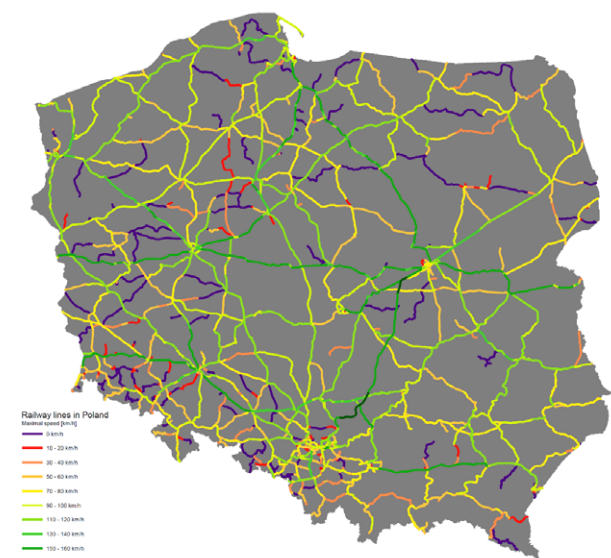 Railway lines in Poland
Maximal speed [km/h]
0 km/h
10 - 20 km/h
30 - 40 km/h
50 - 60 km/h
70 - 80 km/h
90 - 100 km/h
110 - 120 km/h
130 - 140 km/h
150 - 160 km/h